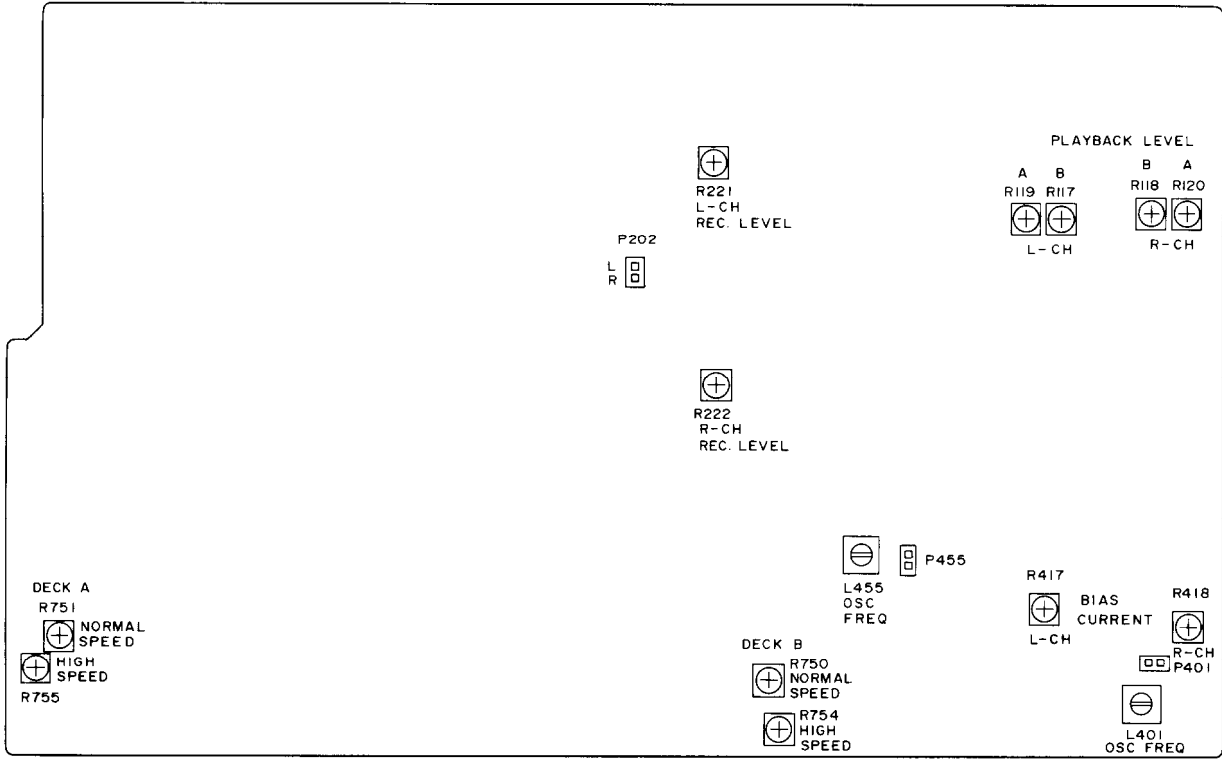 PLAYBACK LEVEL
A B B A
R119 R117 R118 R120
L-CH R-CH
R221
L-CH
REC. LEVEL
P202
L
R
R222
R-CH
REC. LEVEL
P455
L455
OSC
FREQ
R417
BIAS
CURRENT
L-CH
R418
R-CH
P401
L401
OSC FREQ
DECK A
R751
NORMAL
SPEED
HIGH
SPEED
R755
DECK B
R750
NORMAL
SPEED
R754
HIGH
SPEED